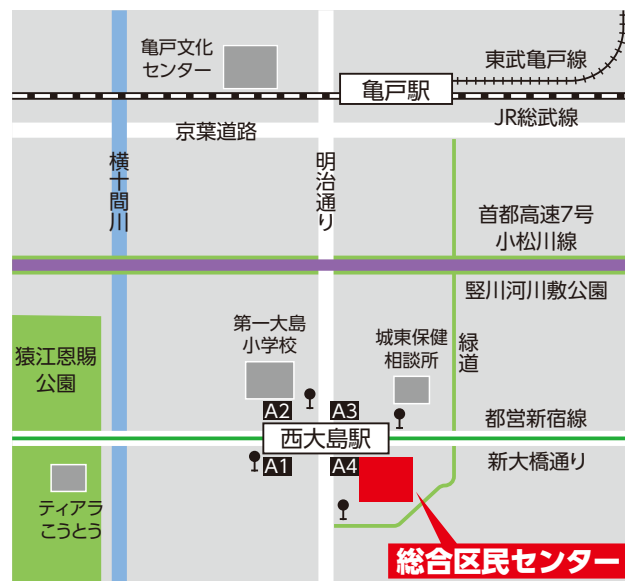 亀戸文化
センター
東武亀戸線
亀戸駅
JR総武線
京葉道路
横十間川
明治通り
首都高速7号
小松川線
竪川河川敷公園
第一大島
小学校
城東保健
相談所
緑道
猿江恩賜
公園
A2
A3
都営新宿線
西大島駅
A1
A4
新大橋通り
ティアラ
こうとう
総合区民センター